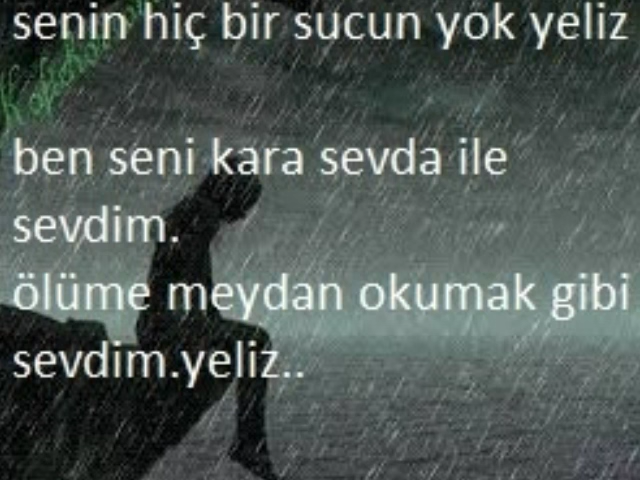 senin hiç bir sucun yok yeliz
ben seni kara sevda ile
sevdim.
ölüme meydan okumak gibi
sevdim.yeliz..